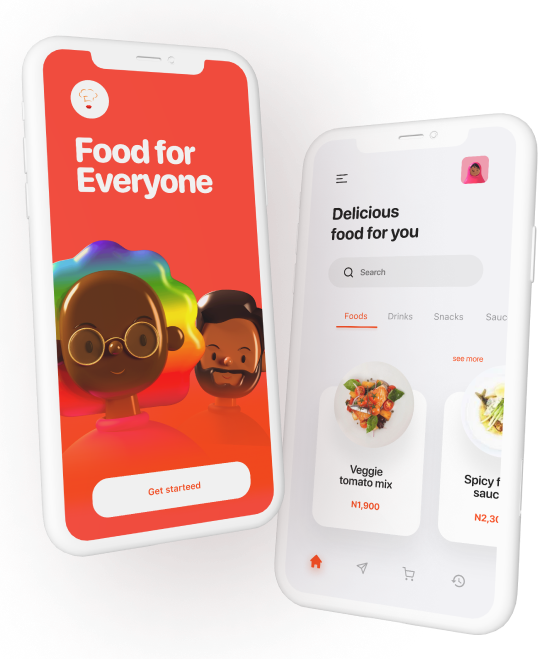 Food for
Everyone
Get starteed
Delicious
food for you
Search
Foods
Drinks
Snacks
Sauc
see more
Veggie
tomato mix
N1,900
Spicy f
sauc
N2,30